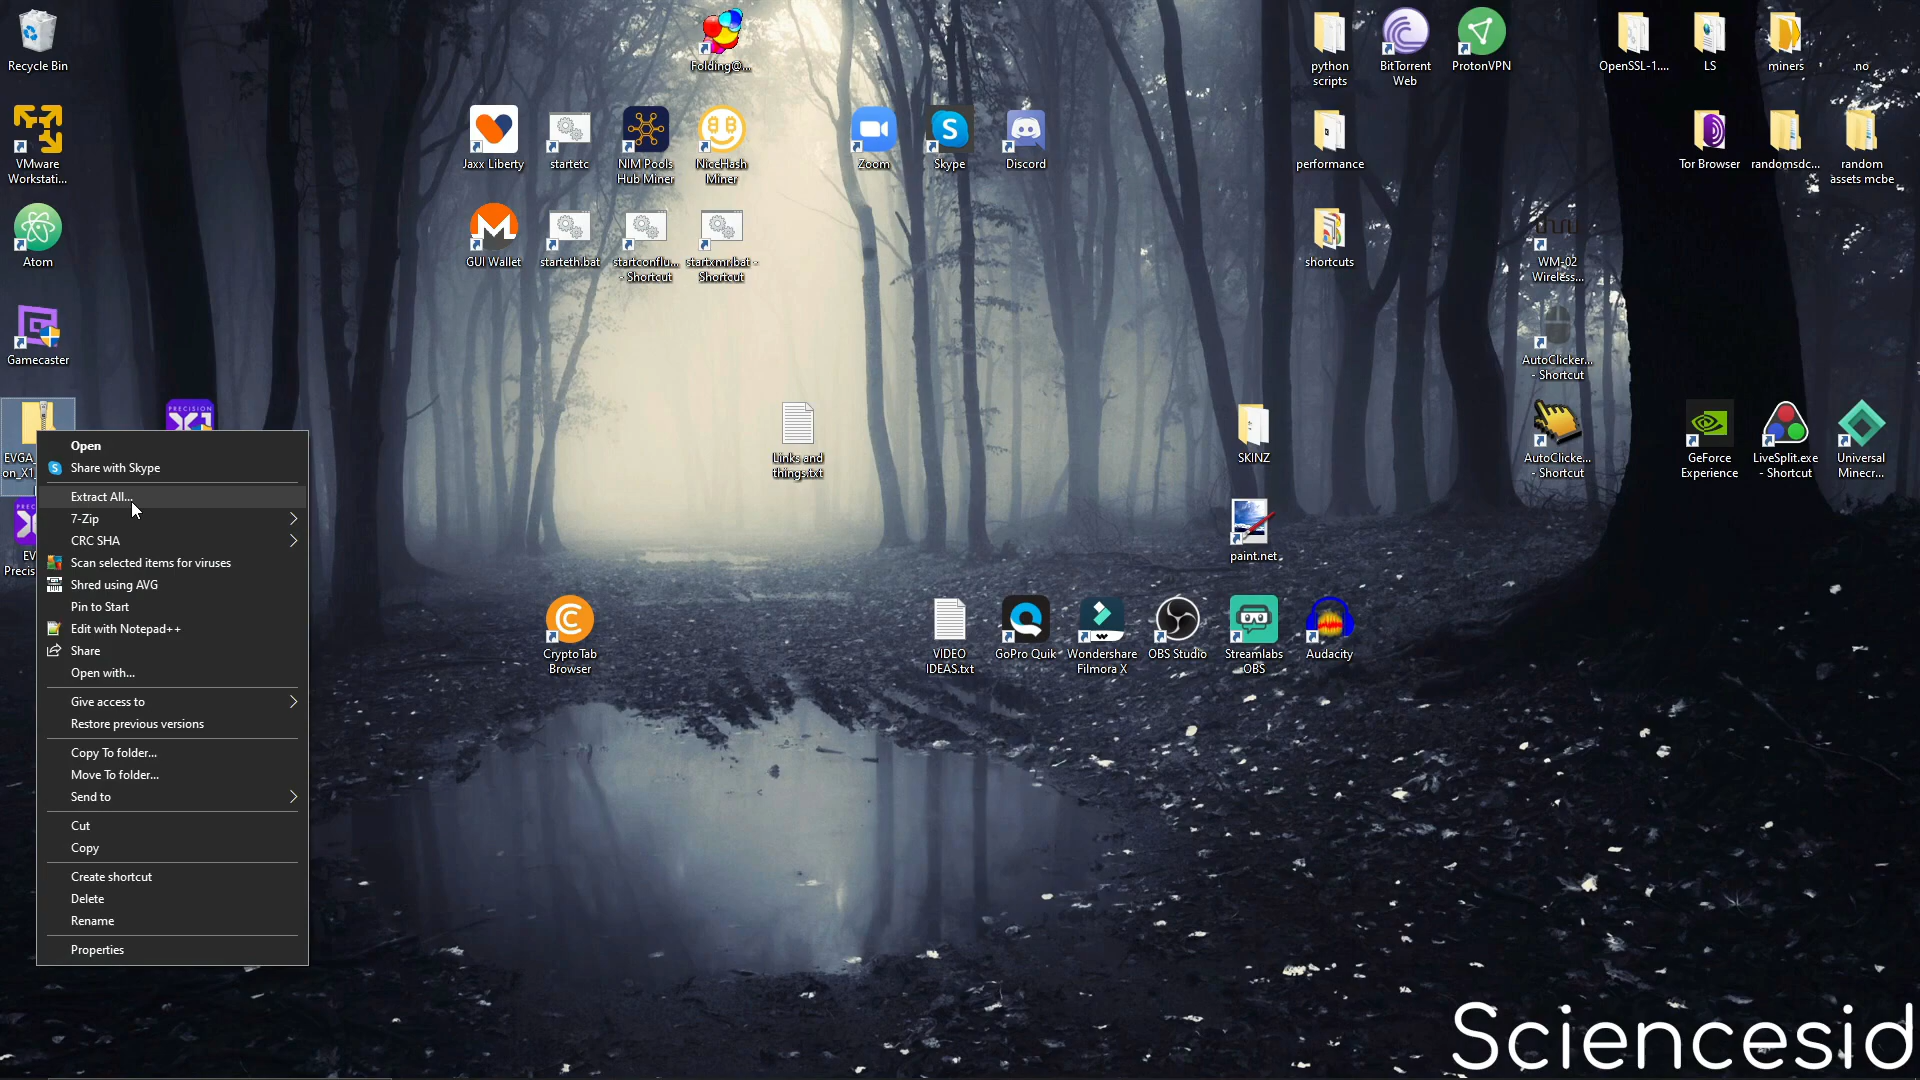 Recycle Bin
Folding@...
python
scripts
BitTorrent
Web
ProtonVPN
OpenSSL-1....
LS
miners
.no
VMware
Workstati...
Jaxx Liberty
startetc
NIM Pools
Hub Miner
NiceHash
Miner
Zoom
Skype
Discord
performance
Tor Browser
randomsdc...
random
assets mcbe
Atom
GUI Wallet
starteth.bat
startconflu...
- Shortcut
startxmr.bat -
Shortcut
shortcuts
WM-02
Wireless...
Gamecaster
AutoClicker...
- Shortcut
PRECISION
X1
EVGA_
on_X1_
Links and
things.txt
SKINZ
AutoClicke...
- Shortcut
GeForce
Experience
LiveSplit.exe
- Shortcut
Universal
Minecr...
EV
Precis
paint.net
CryptoTab
Browser
VIDEO
IDEAS.txt
GoPro Quik
Wondershare
Filmora X
OBS Studio
Streamlabs
OBS
Audacity
Open
Share with Skype
Extract All...
7-Zip
CRC SHA
Scan selected items for viruses
Shred using AVG
Pin to Start
Edit with Notepad++
Share
Open with...
Give access to
Restore previous versions
Copy To folder...
Move To folder...
Send to
Cut
Copy
Create shortcut
Delete
Rename
Properties
Sciencesid